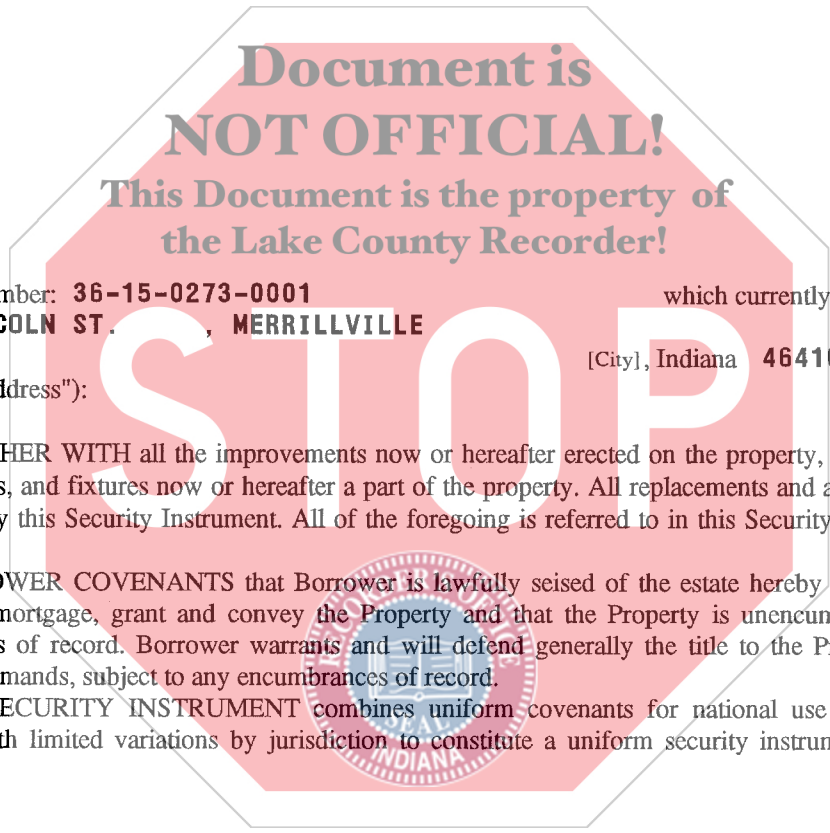 Document is
NOT OFFICIAL!
This Document is the property of
the Lake County Recorder!
mber: 36-15-0273-0001 which currently
COLN ST. , MERRILLVILLE
[City], Indiana 4641
ddress"):
HER WITH all the improvements now or hereafter erected on the property,
s, and fixtures now or hereafter a part of the property. All replacements and a
y this Security Instrument. All of the foregoing is referred to in this Security
STOP
OWER COVENANTS that Borrower is lawfully seised of the estate hereby
mortgage, grant and convey the Property and that the Property is unencum
s of record. Borrower warrants and will defend generally the title to the Pr
mands, subject to any encumbrances of record.
ECURITY INSTRUMENT combines uniform covenants for national use
th limited variations by jurisdiction to constitute a uniform security instrum
RECORDER'S OFFICE
SEAL
INDIANA